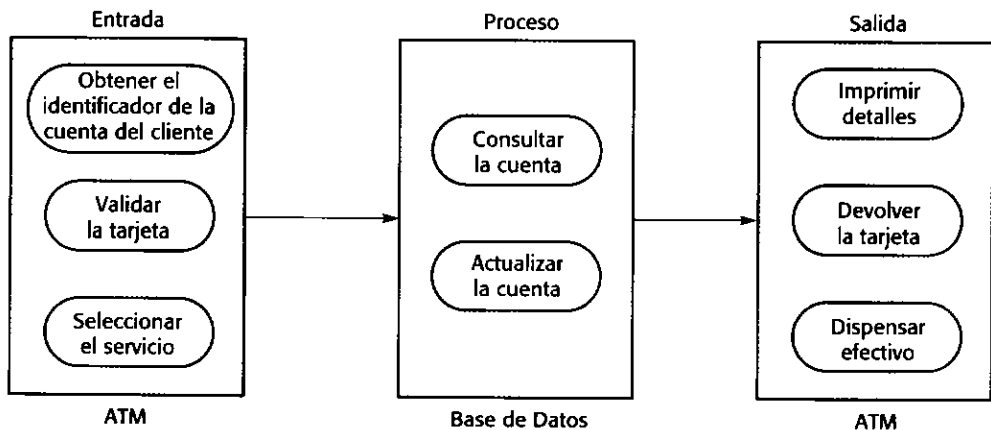 Entrada
Obtener el
identificador de la
cuenta del cliente
Validar
la tarjeta
Seleccionar
el servicio
ATM
Proceso
Consultar
la cuenta
Actualizar
la cuenta
Base de Datos
Salida
Imprimir
detalles
Devolver
la tarjeta
Dispensar
efectivo
ATM